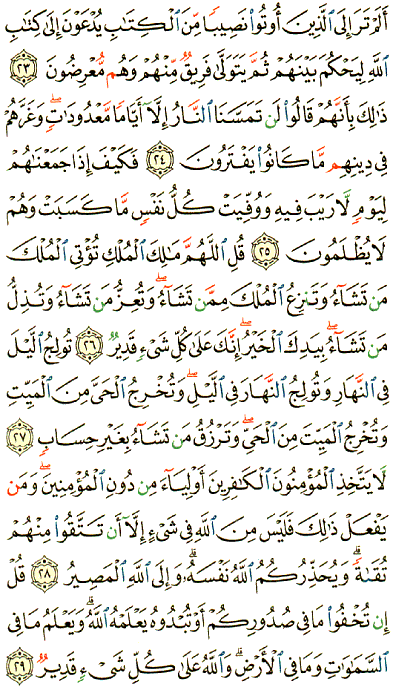 أَلَمْ تَرَ إِلَى ٱلَّذِينَ أُوتُوا۟ نَصِيبًا مِّنَ ٱلْكِتَٰبِ يُدْعَوْنَ إِلَىٰ كِتَٰبِ
ٱللَّهِ لِيَحْكُمَ بَيْنَهُمْ ثُمَّ يَتَوَلَّىٰ فَرِيقٌ مِّنْهُمْ وَهُم مُّعْرِضُونَ ٢٣
ذَٰلِكَ بِأَنَّهُمْ قَالُوا۟ لَن تَمَسَّنَا ٱلنَّارُ إِلَّآ أَيَّامًا مَّعْدُودَٰتٍ ۖ وَغَرَّهُمْ
فِى دِينِهِم مَّا كَانُوا۟ يَفْتَرُونَ ٢٤ فَكَيْفَ إِذَا جَمَعْنَٰهُمْ
لِيَوْمٍ لَّا رَيْبَ فِيهِ وَوُفِّيَتْ كُلُّ نَفْسٍ مَّا كَسَبَتْ وَهُمْ
لَا يُظْلَمُونَ ٢٥ قُلِ ٱللَّهُمَّ مَٰلِكَ ٱلْمُلْكِ تُؤْتِى ٱلْمُلْكَ
مَن تَشَآءُ وَتَنزِعُ ٱلْمُلْكَ مِمَّن تَشَآءُ وَتُعِزُّ مَن تَشَآءُ وَتُذِلُّ
مَن تَشَآءُ ۖ بِيَدِكَ ٱلْخَيْرُ ۖ إِنَّكَ عَلَىٰ كُلِّ شَىْءٍ قَدِيرٌ ٢٦ تُولِجُ ٱلَّيْلَ
فِى ٱلنَّهَارِ وَتُولِجُ ٱلنَّهَارَ فِى ٱلَّيْلِ ۖ وَتُخْرِجُ ٱلْحَىَّ مِنَ ٱلْمَيِّتِ
وَتُخْرِجُ ٱلْمَيِّتَ مِنَ ٱلْحَىِّ ۖ وَتَرْزُقُ مَن تَشَآءُ بِغَيْرِ حِسَابٍ ٢٧
لَّا يَتَّخِذِ ٱلْمُؤْمِنُونَ ٱلْكَٰفِرِينَ أَوْلِيَآءَ مِن دُونِ ٱلْمُؤْمِنِينَ ۖ وَمَن
يَفْعَلْ ذَٰلِكَ فَلَيْسَ مِنَ ٱللَّهِ فِى شَىْءٍ إِلَّآ أَن تَتَّقُوا۟ مِنْهُمْ
تُقَىٰةً ۗ وَيُحَذِّرُكُمُ ٱللَّهُ نَفْسَهُۥ ۗ وَإِلَى ٱللَّهِ ٱلْمَصِيرُ ٢٨ قُلْ
إِن تُخْفُوا۟ مَا فِى صُدُورِكُمْ أَوْ تُبْدُوهُ يَعْلَمْهُ ٱللَّهُ ۗ وَيَعْلَمُ مَا فِى
ٱلسَّمَٰوَٰتِ وَمَا فِى ٱلْأَرْضِ ۗ وَٱللَّهُ عَلَىٰ كُلِّ شَىْءٍ قَدِيرٌ ٢٩